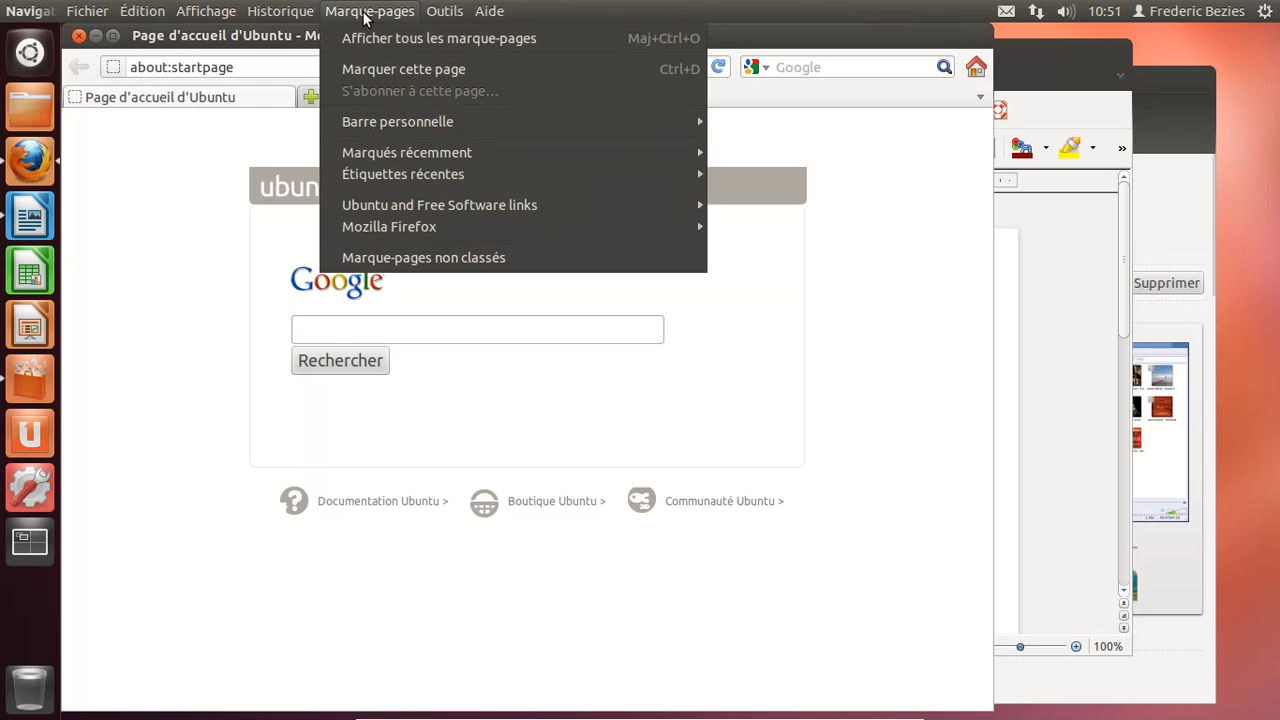 Navigat Fichier Édition Affichage Historique Marque-pages Outils Aide 10:51 Frederic Bezies
Page d'accueil d'Ubuntu - Mo
about:startpage
Google
Page d'accueil d'Ubuntu
Afficher tous les marque-pages Maj+Ctrl+O
Marquer cette page Ctrl+D
S'abonner à cette page...
Barre personnelle
Marqués récemment
Étiquettes récentes
Ubuntu and Free Software links
Mozilla Firefox
Marque-pages non classés
ubun
Google
Rechercher
Documentation Ubuntu > Boutique Ubuntu > Communauté Ubuntu >
Supprimer
100%